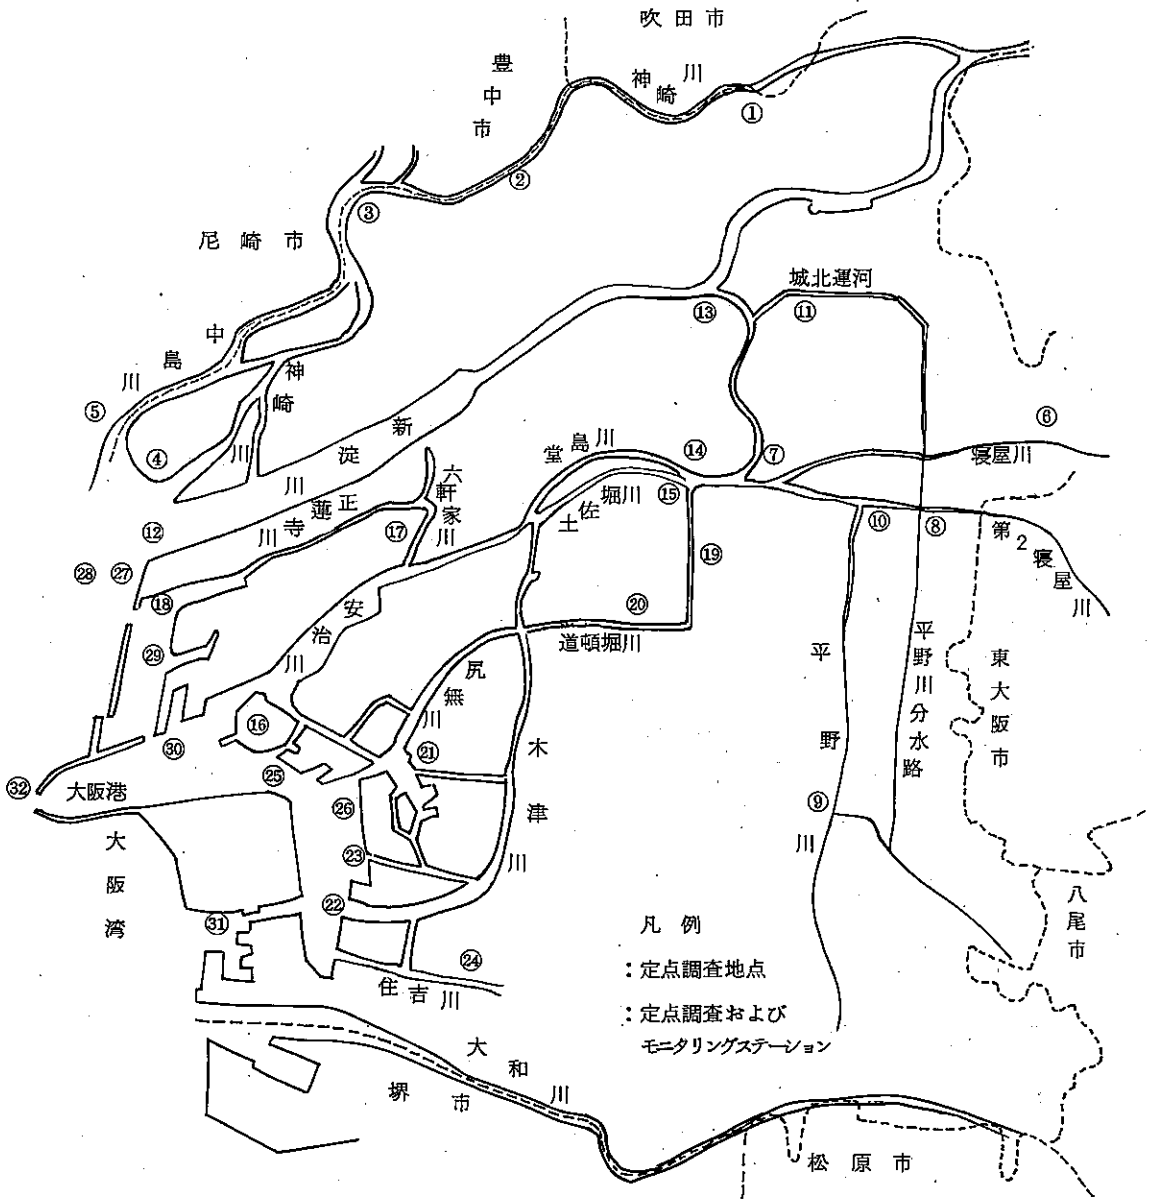 吹田市
豊中市
神崎川
①
②
③
尼崎市
城北運河
⑬
⑪
中島川
神崎川
⑤
④
⑥
新淀川
堂島川
⑭
⑦
寝屋川
六軒家川
正蓮寺川
土佐堀川
⑮
⑫
⑰
⑩
⑧
第2寝屋川
⑲
㉘
㉗
⑱
⑳
安治川
道頓堀川
平野川分水路
東大阪市
㉙
尻無川
平野川
⑯
㉚
㉑
木津川
㉕
㉜
大阪港
㉖
⑨
大阪湾
㉓
㉒
八尾市
㉛
㉔
住吉川
凡例
:定点調査地点
:定点調査および
モニタリングステーション
大和川
堺市
松原市